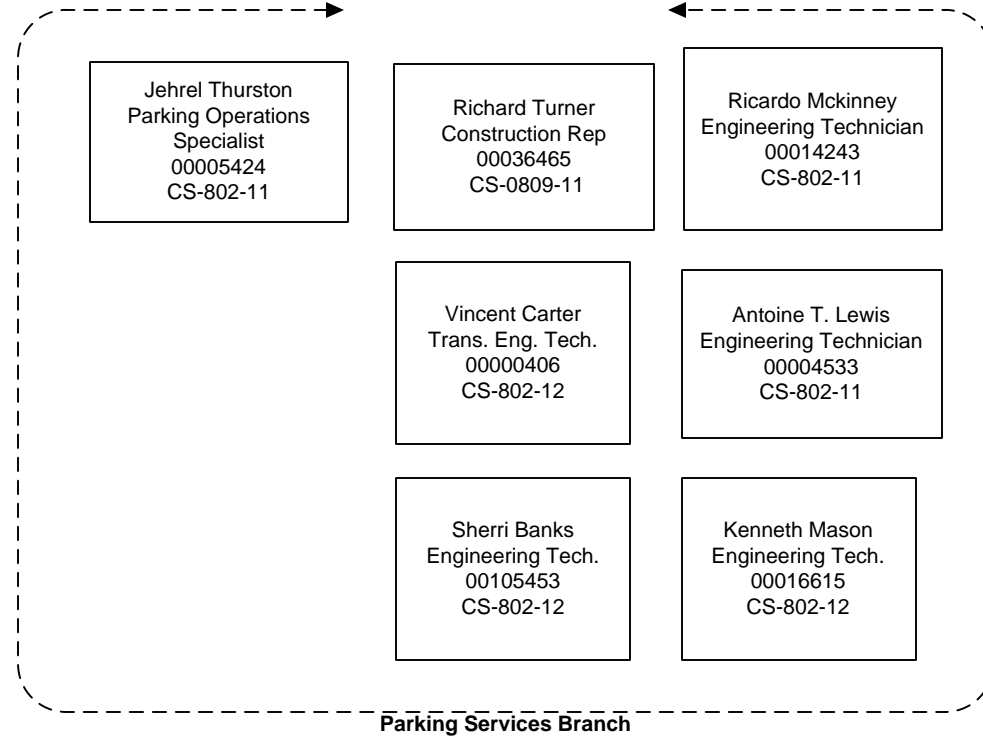 Jehrel Thurston
Parking Operations
Specialist
00005424
CS-802-11
Richard Turner
Construction Rep
00036465
CS-0809-11
Ricardo Mckinney
Engineering Technician
00014243
CS-802-11
Vincent Carter
Trans. Eng. Tech.
00000406
CS-802-12
Antoine T. Lewis
Engineering Technician
00004533
CS-802-11
Sherri Banks
Engineering Tech.
00105453
CS-802-12
Kenneth Mason
Engineering Tech.
00016615
CS-802-12
Parking Services Branch